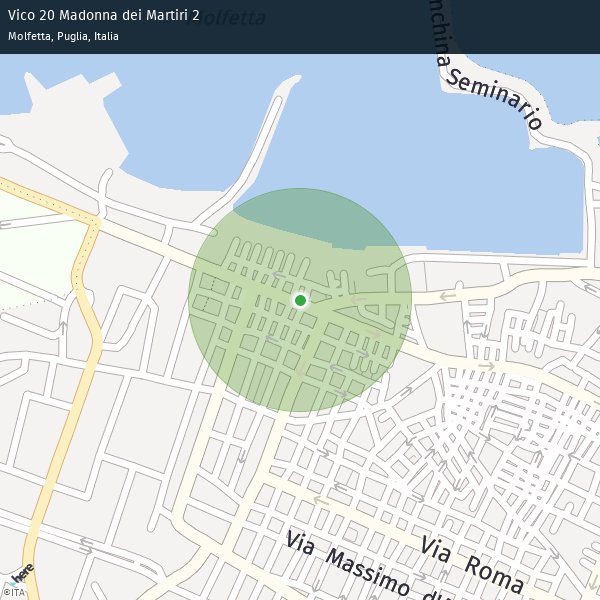 Vico 20 Madonna dei Martiri 2
Molfetta
Molfetta, Puglia, Italia
nchina Seminario
Via Roma
Via Massimo d'
here
©ITA